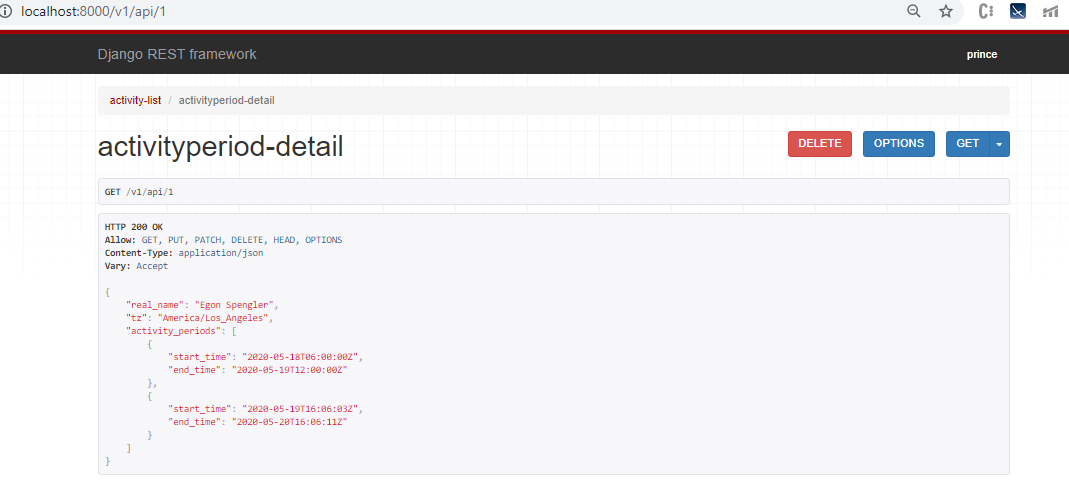 localhost:8000/v1/api/1
Django REST framework
prince
activity-list / activityperiod-detail
activityperiod-detail
DELETE
OPTIONS
GET
GET /v1/api/1
HTTP 200 OK
Allow: GET, PUT, PATCH, DELETE, HEAD, OPTIONS
Content-Type: application/json
Vary: Accept
{
"real_name": "Egon Spengler",
"tz": "America/Los_Angeles",
"activity_periods": [
{
"start_time": "2020-05-18T06:00:00Z",
"end_time": "2020-05-19T12:00:00Z"
},
{
"start_time": "2020-05-19T16:06:03Z",
"end_time": "2020-05-20T16:06:11Z"
}
]
}